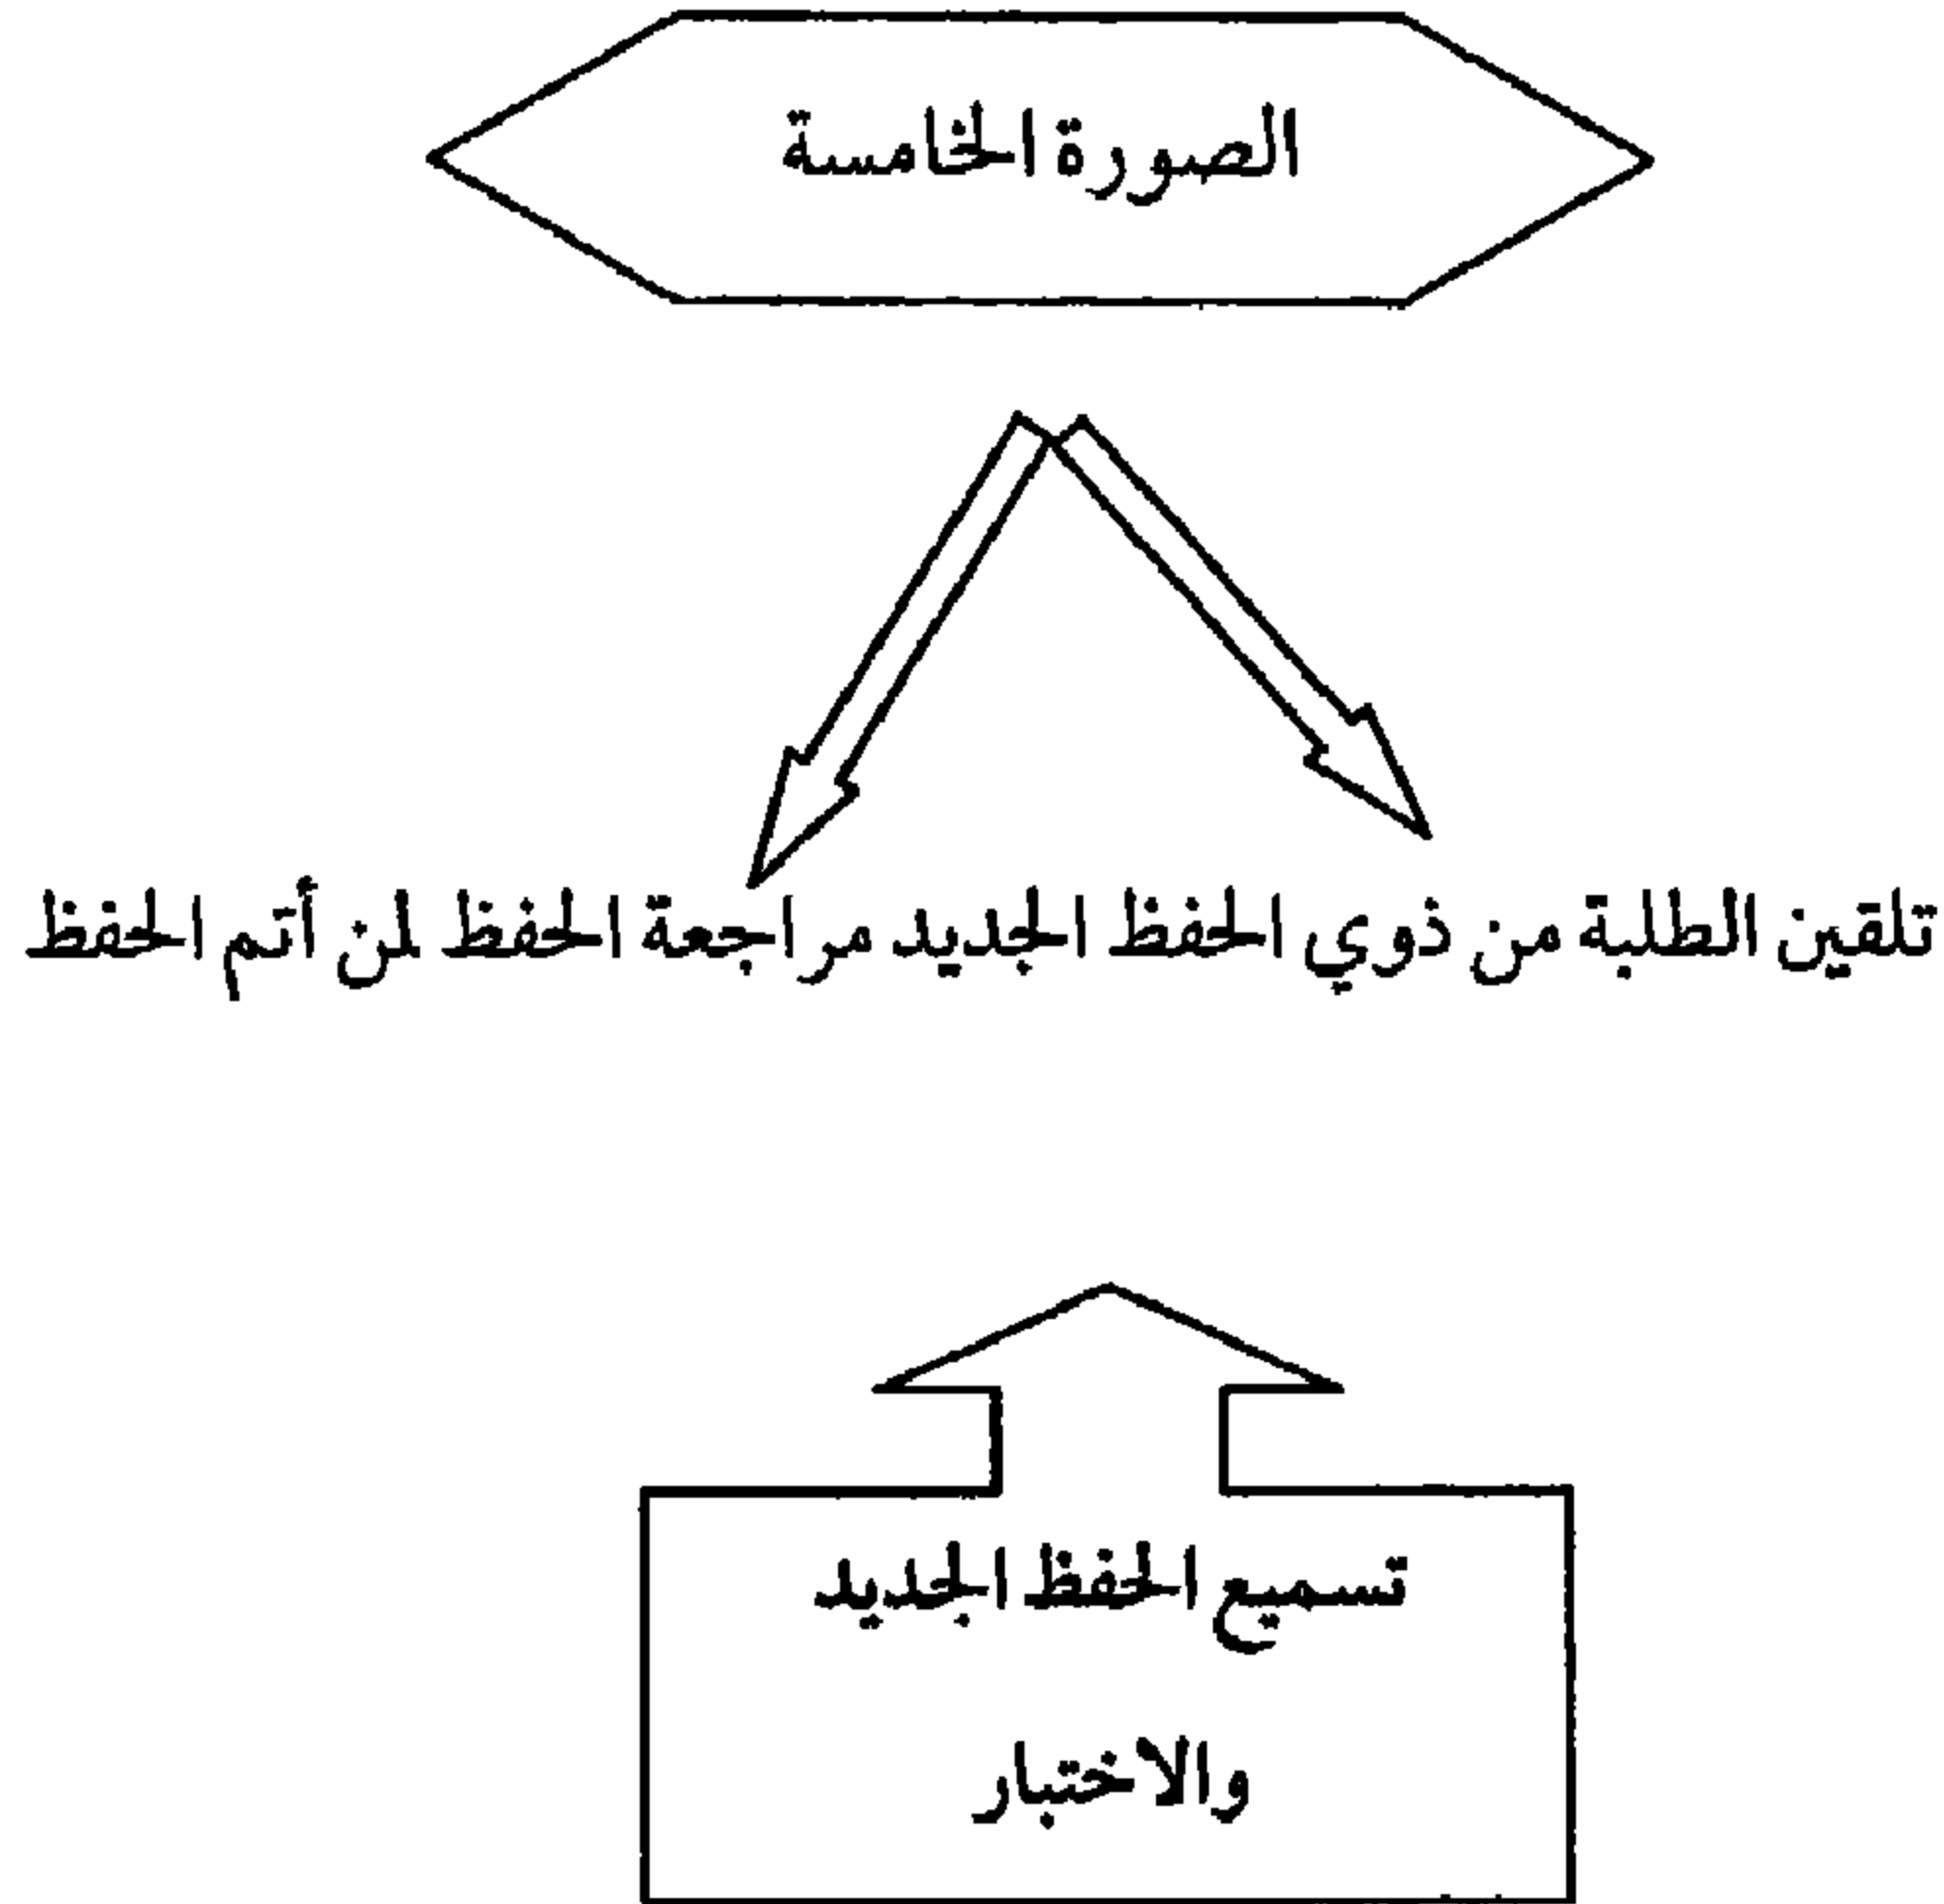 الصورة الخامسة
تلقين الطلبة من ذوي الحفظ الجديد مراجعة الحفظ لمن أتم الحفظ
تسميع الحفظ الجديد
والاختبار